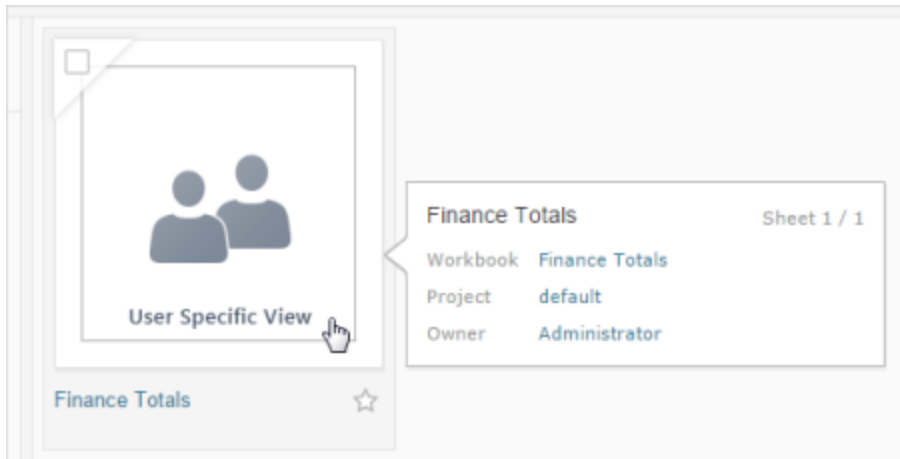 User Specific View
Finance Totals
Finance Totals Sheet 1 / 1
Workbook Finance Totals
Project default
Owner Administrator